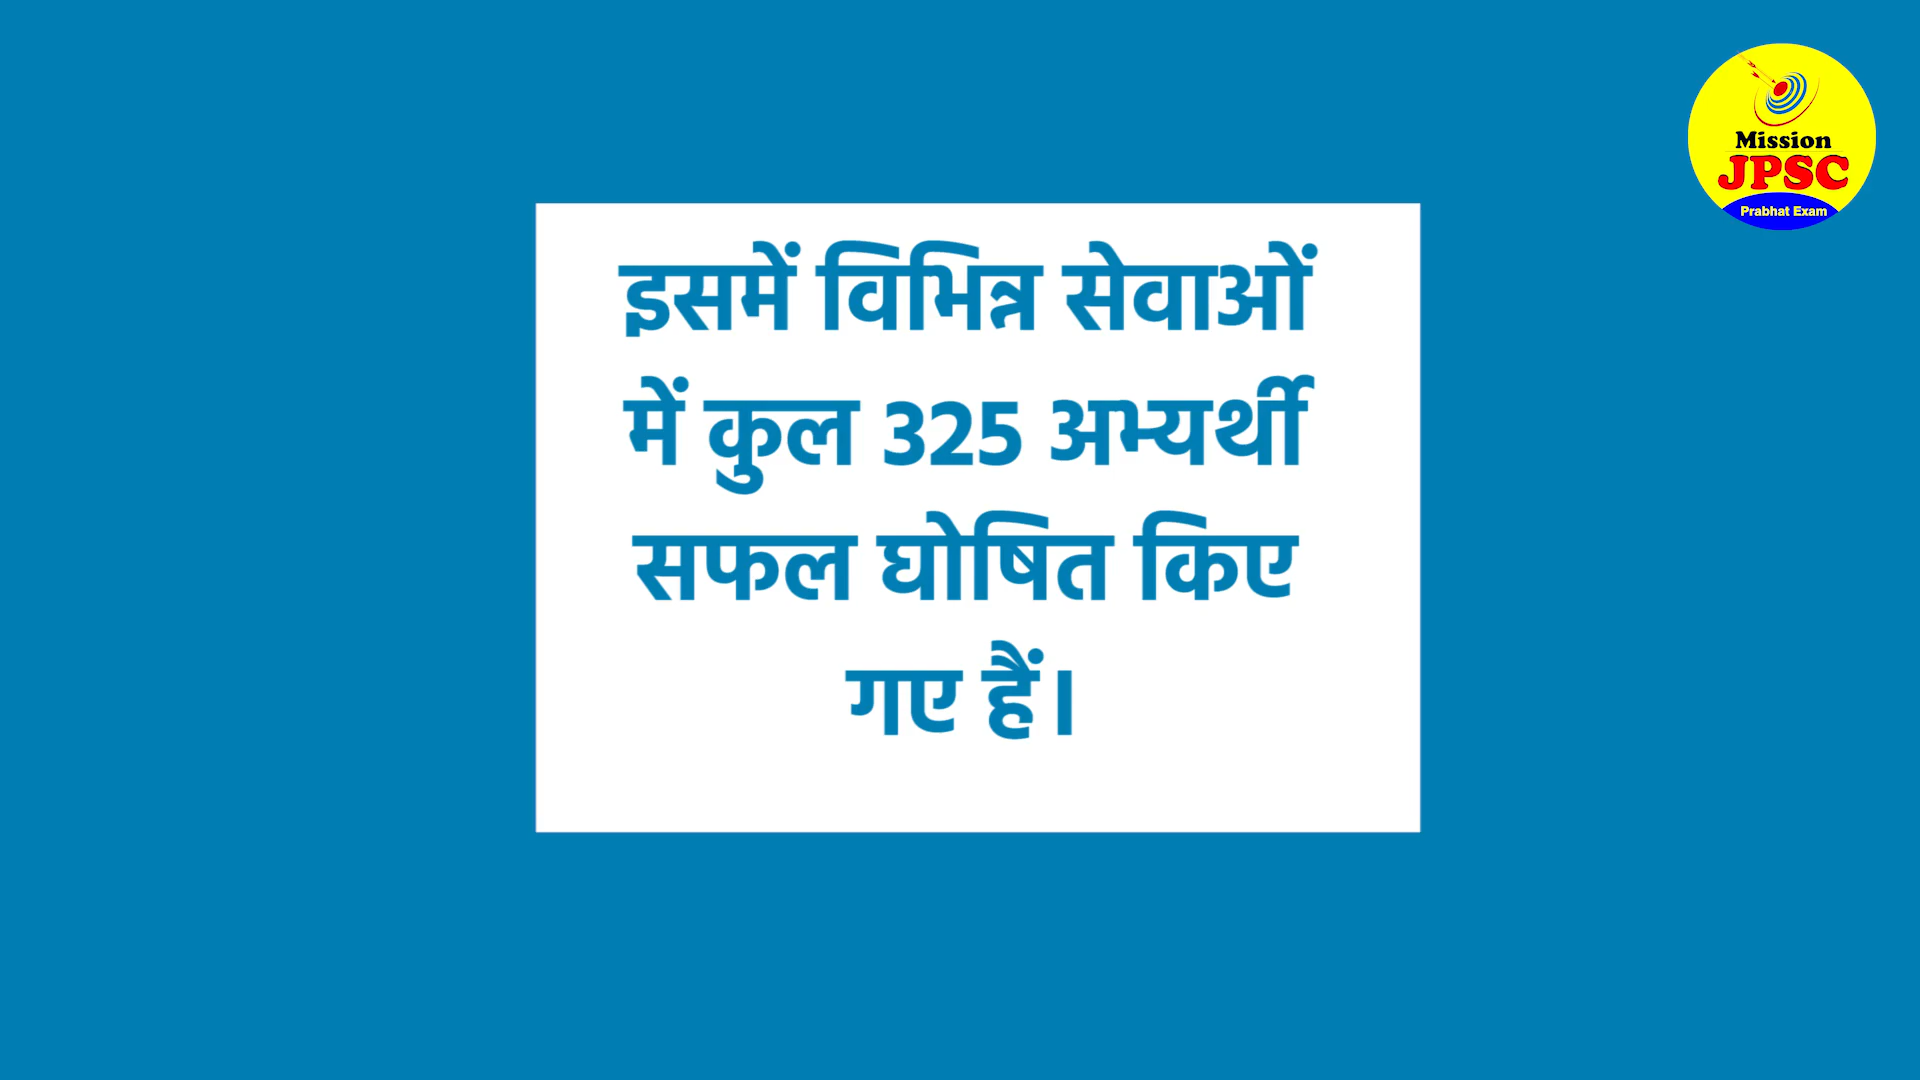 इसमें विभिन्न सेवाओं
में कुल 325 अभ्यर्थी
सफल घोषित किए
गए हैं।
Mission
JPSC
Prabhat Exam